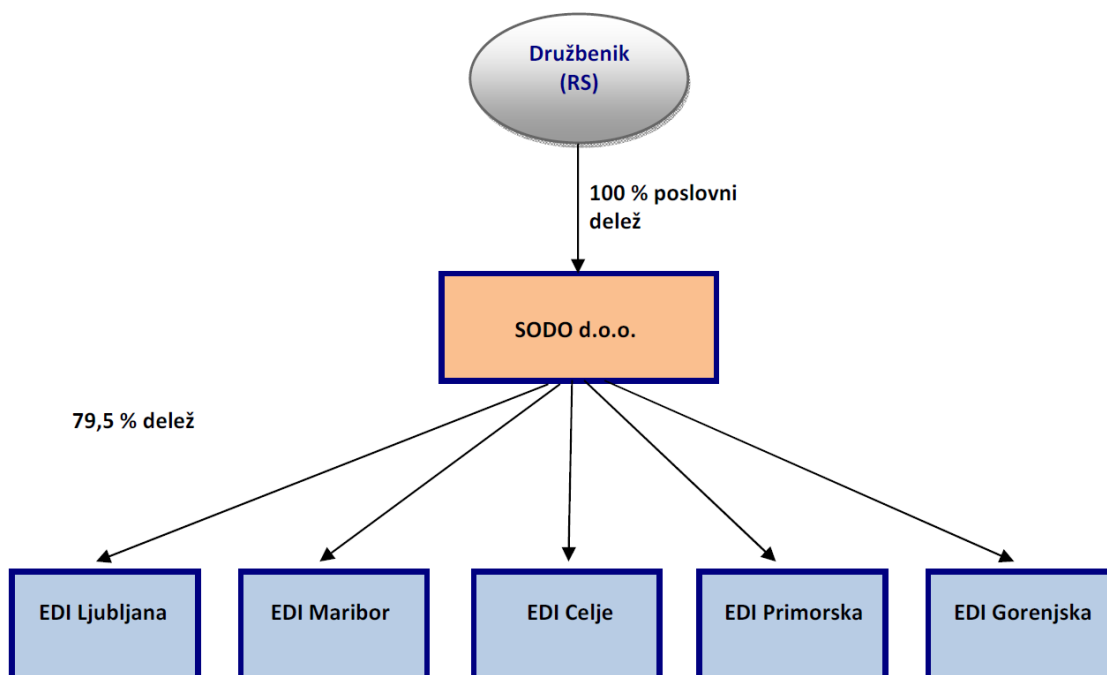 Družbenik
(RS)
100 % poslovni
delež
SODO d.o.o.
79,5 % delež
EDI Ljubljana
EDI Maribor
EDI Celje
EDI Primorska
EDI Gorenjska